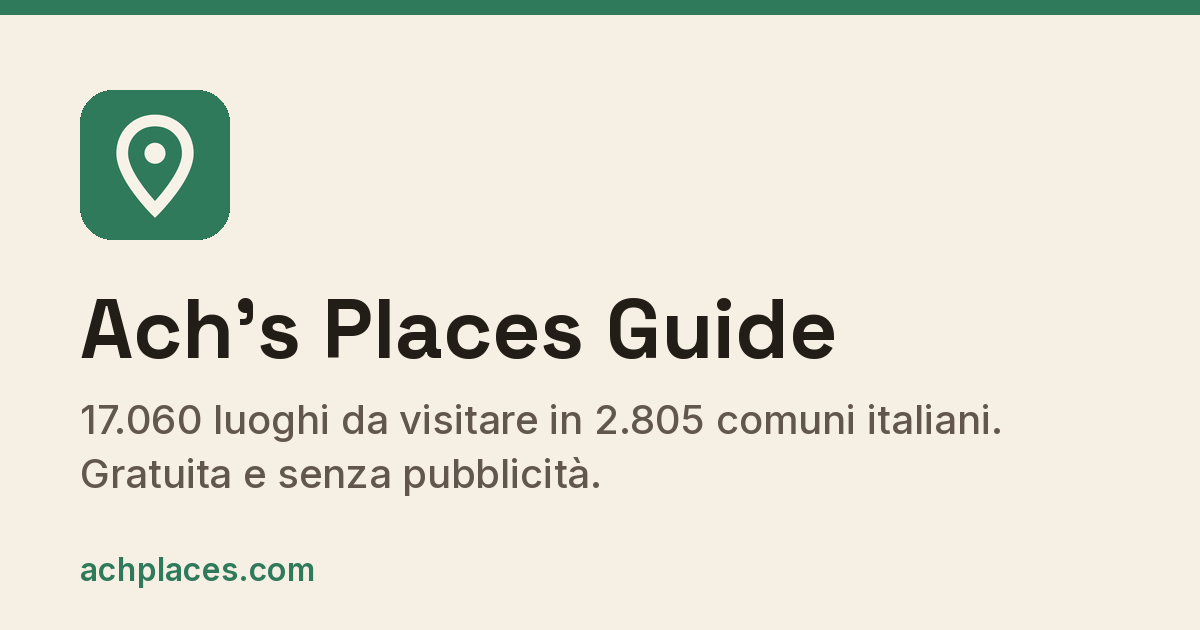 Ach’s Places Guide
17.060 luoghi da visitare in 2.805 comuni italiani.
Gratuita e senza pubblicità.
achplaces.com